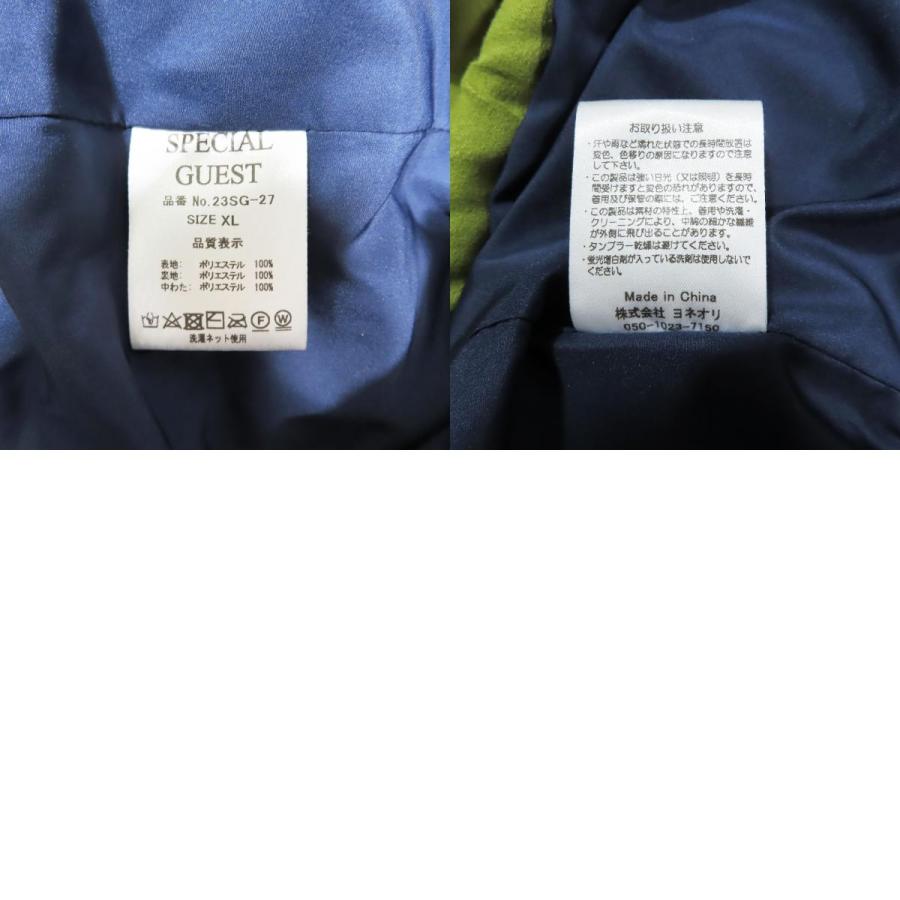 SPECIAL
GUEST
品番 No.23SG-27
SIZE XL
品質表示
表地: ポリエステル 100%
裏地: ポリエステル 100%
中わた: ポリエステル 100%
F W
洗濯ネット使用
お取り扱い注意
・汗や雨など濡れた状態での長時間放置は
変色、色移りの原因になりますので注意
して下さい。
・この製品は強い日光（又は照明）を長時
間受けますと変色の恐れがありますので、
着用及び保管の際には、ご注意ください。
・この製品は素材の特性上、着用や洗濯・
クリーニングにより、中綿の細かな繊維
が外側に飛び出ることがあります。
・タンブラー乾燥は避けてください。
・蛍光増白剤が入っている洗剤は使用しないで
ください。
Made in China
株式会社 ヨネオリ
050-1023-7150